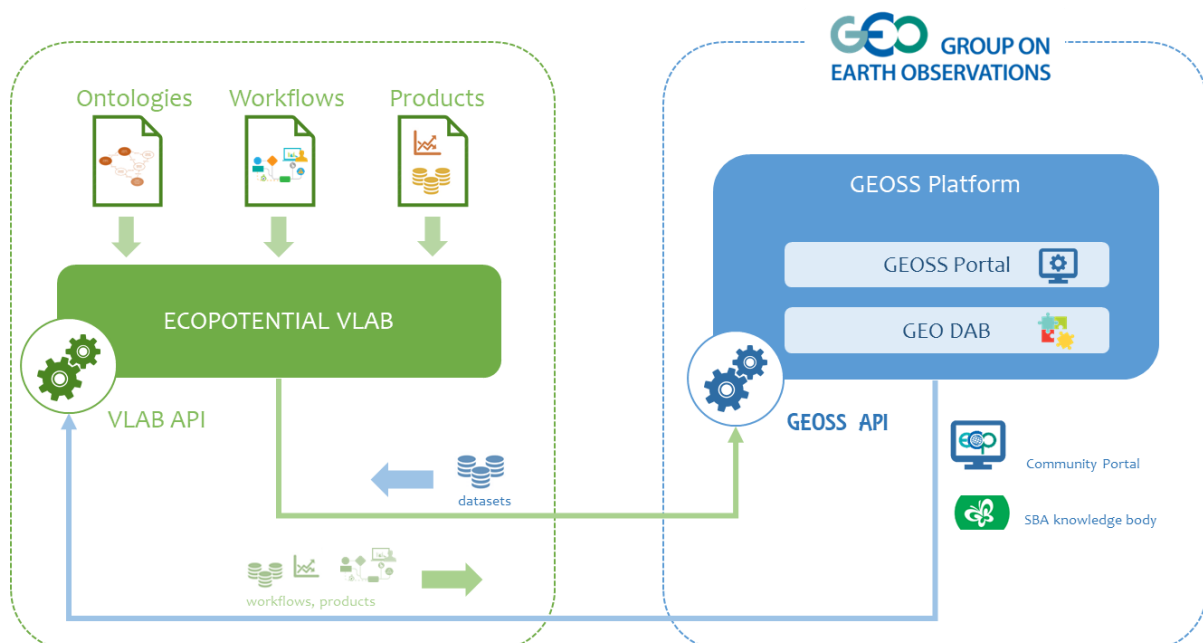 Ontologies
Workflows
Products
ECOPOTENTIAL VLAB
VLAB API
datasets
workflows, products
GEO GROUP ON
EARTH OBSERVATIONS
GEOSS Platform
GEOSS Portal
GEO DAB
GEOSS API
Community Portal
SBA knowledge body